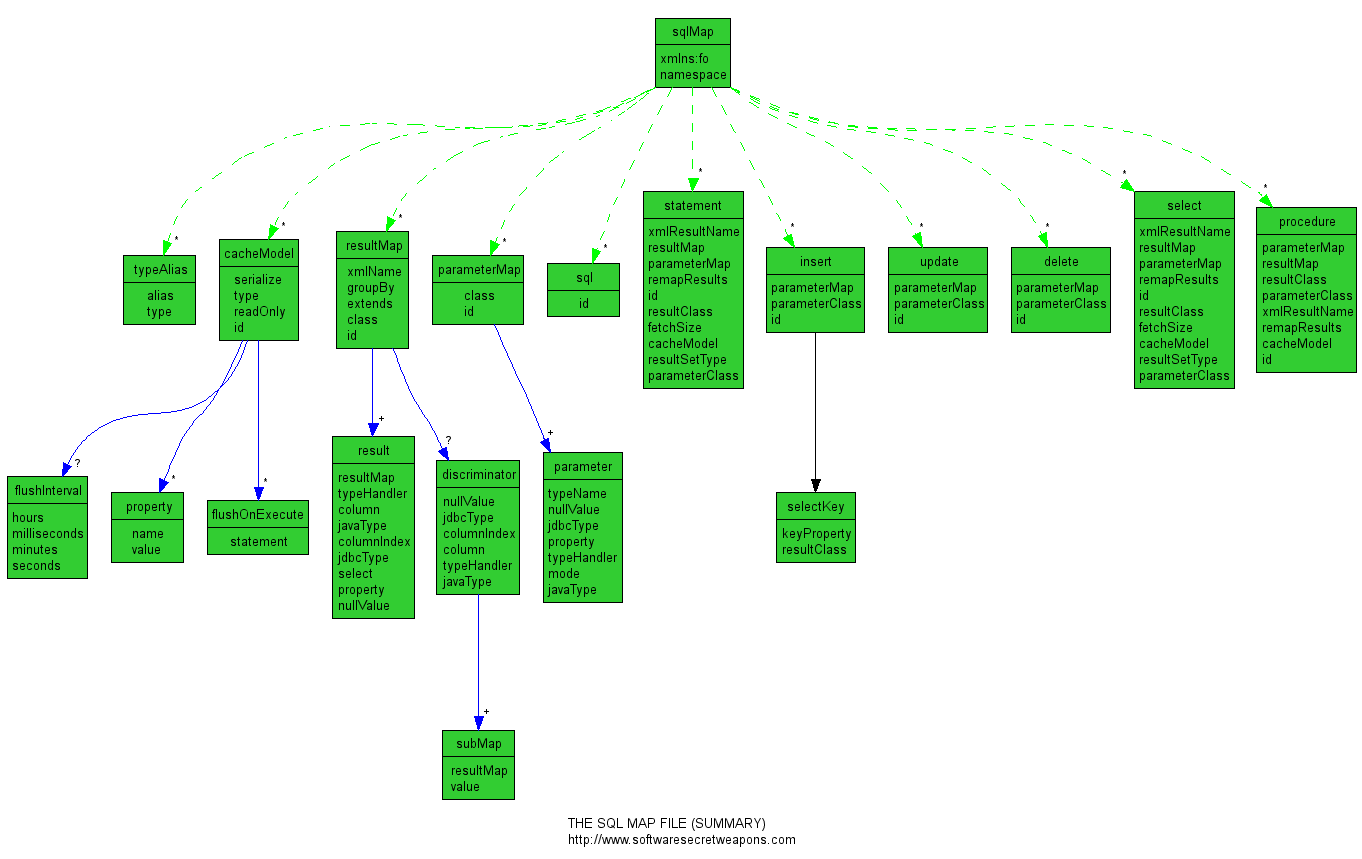 sqlMap
xmlns:fo
namespace
*
*
*
*
*
*
*
*
*
*
*
typeAlias
alias
type
cacheModel
serialize
type
readOnly
id
resultMap
xmlName
groupBy
extends
class
id
parameterMap
class
id
sql
id
statement
xmlResultName
resultMap
parameterMap
remapResults
id
resultClass
fetchSize
cacheModel
resultSetType
parameterClass
insert
parameterMap
parameterClass
id
update
parameterMap
parameterClass
id
delete
parameterMap
parameterClass
id
select
xmlResultName
resultMap
parameterMap
remapResults
id
resultClass
fetchSize
cacheModel
resultSetType
parameterClass
procedure
parameterMap
resultMap
resultClass
parameterClass
xmlResultName
remapResults
cacheModel
id
?
*
*
+
?
+
flushInterval
hours
milliseconds
minutes
seconds
property
name
value
flushOnExecute
statement
result
resultMap
typeHandler
column
javaType
columnIndex
jdbcType
select
property
nullValue
discriminator
nullValue
jdbcType
columnIndex
column
typeHandler
javaType
parameter
typeName
nullValue
jdbcType
property
typeHandler
mode
javaType
selectKey
keyProperty
resultClass
+
subMap
resultMap
value
THE SQL MAP FILE (SUMMARY)
http://www.softwaresecretweapons.com